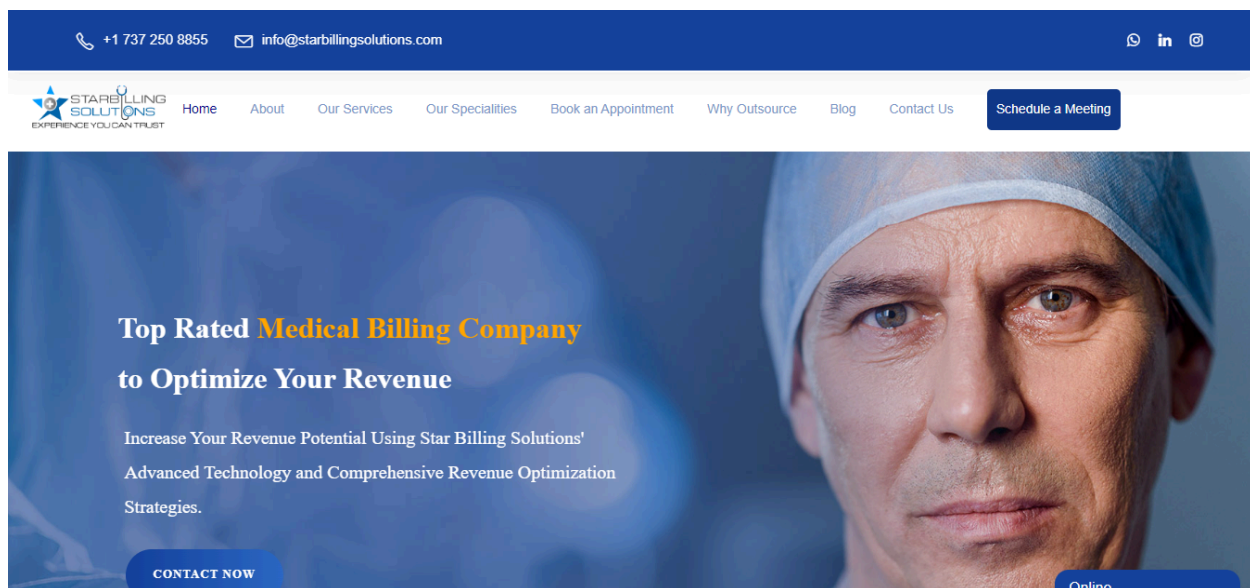 +1 737 250 8855
info@starbillingsolutions.com
in
STARBILLING
SOLUTIONS
EXPERIENCE YOU CAN TRUST
Home
About
Our Services
Our Specialities
Book an Appointment
Why Outsource
Blog
Contact Us
Schedule a Meeting
Top Rated Medical Billing Company
to Optimize Your Revenue
Increase Your Revenue Potential Using Star Billing Solutions'
Advanced Technology and Comprehensive Revenue Optimization
Strategies.
CONTACT NOW
Online